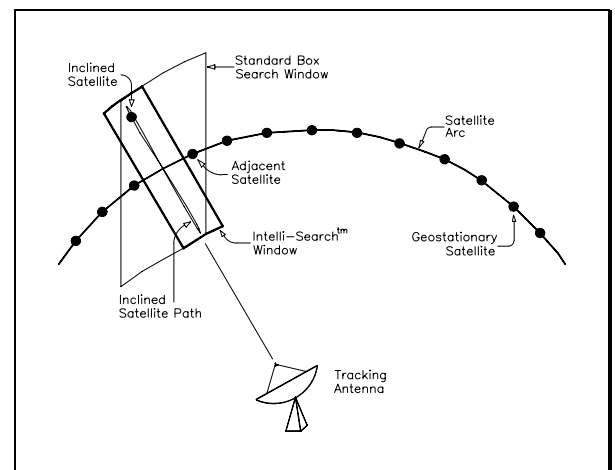 Inclined
Satellite
Standard Box
Search Window
Satellite
Arc
Adjacent
Satellite
Intelli-Search™
Window
Geostationary
Satellite
Inclined
Satellite Path
Tracking
Antenna